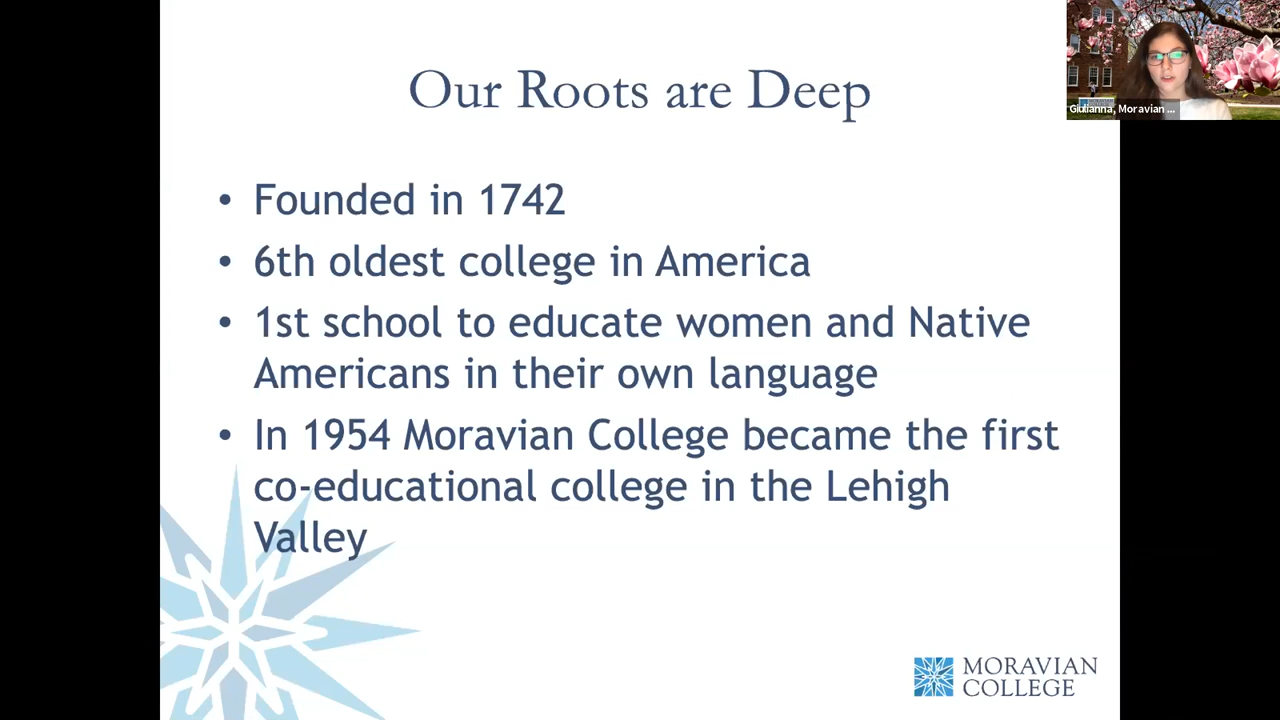 Our Roots are Deep
Giulianna, Moravian ...
• Founded in 1742
• 6th oldest college in America
• 1st school to educate women and Native
Americans in their own language
• In 1954 Moravian College became the first
co-educational college in the Lehigh
Valley
MORAVIAN
COLLEGE